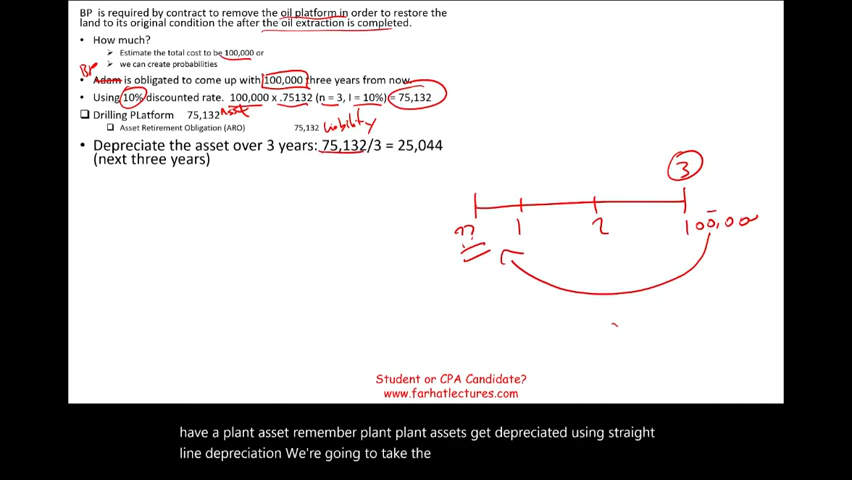 BP is required by contract to remove the oil platform in order to restore the
land to its original condition the after the oil extraction is completed.
• How much?
➢ Estimate the total cost to be 100,000 or
➢ we can create probabilities
BP
• Adam is obligated to come up with 100,000 three years from now.
• Using 10% discounted rate. 100,000 x .75132 (n = 3, I = 10%) = 75,132
❑ Drilling PLatform 75,132 Asset
❑ Asset Retirement Obligation (ARO) 75,132 Liability
• Depreciate the asset over 3 years: 75,132/3 = 25,044
(next three years)
3
?? 1 2 100,000
Student or CPA Candidate?
www.farhatlectures.com
have a plant asset remember plant plant assets get depreciated using straight
line depreciation We're going to take the